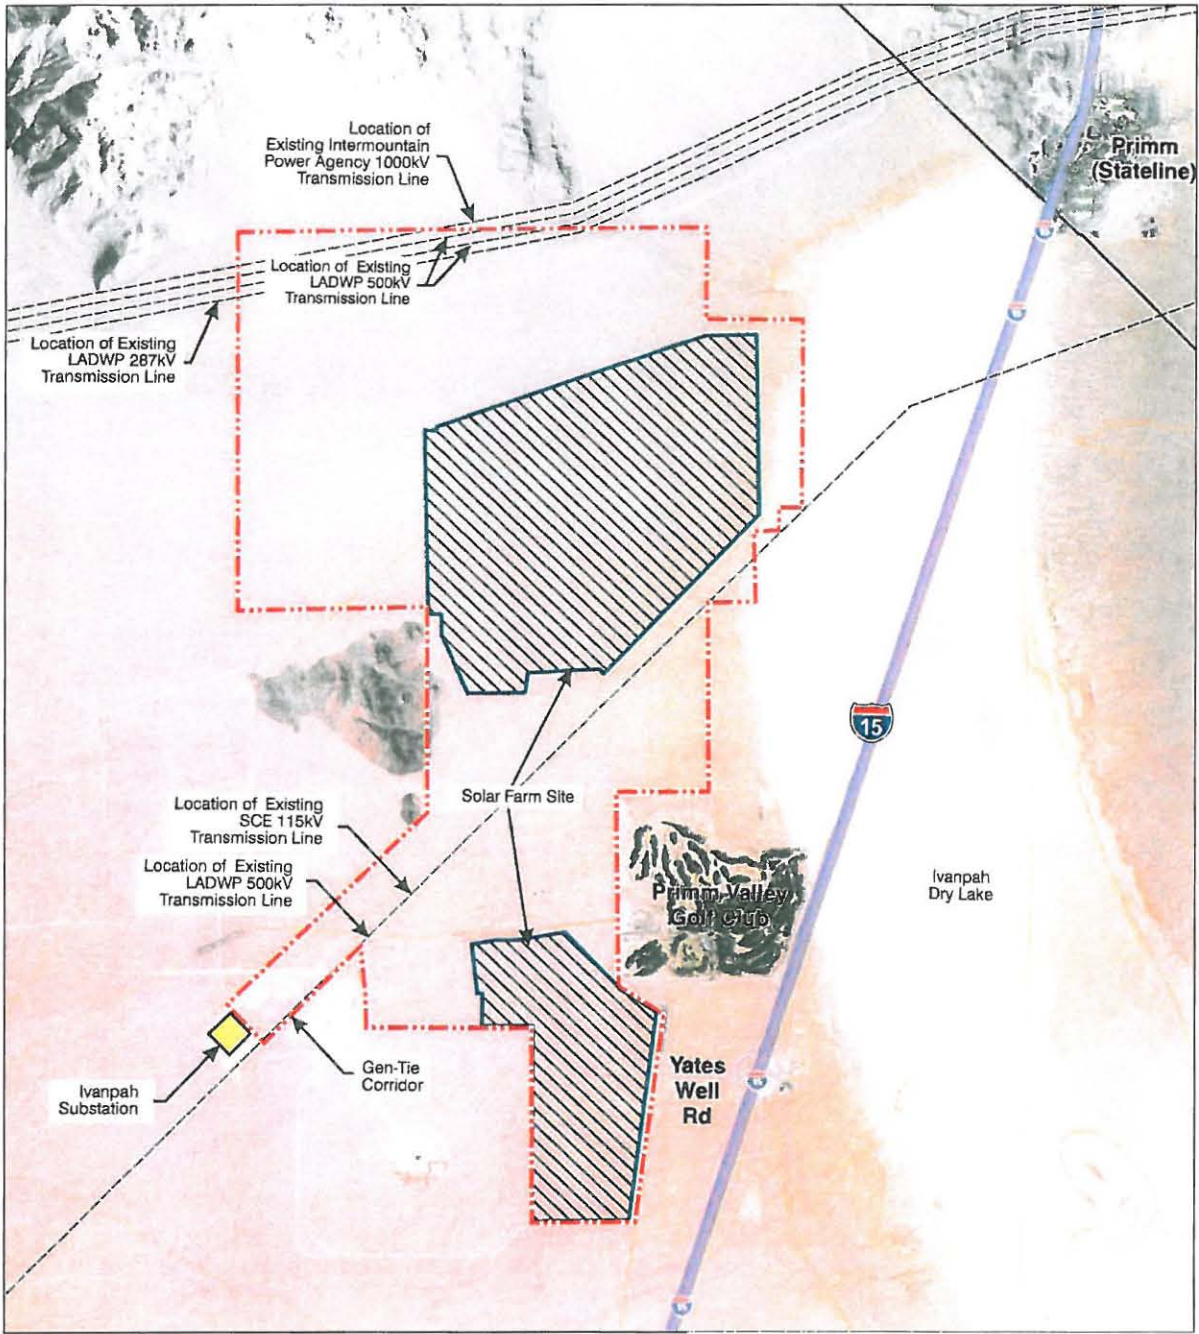 Location of
Existing Intermountain
Power Agency 1000kV
Transmission Line
Primm
(Stateline)
Location of Existing
LADWP 500kV
Transmission Line
Location of Existing
LADWP 287kV
Transmission Line
15
Solar Farm Site
Location of Existing
SCE 115kV
Transmission Line
Location of Existing
LADWP 500kV
Transmission Line
Primm Valley
Golf Club
Ivanpah
Dry Lake
Gen-Tie
Corridor
Yates
Well
Rd
Ivanpah
Substation